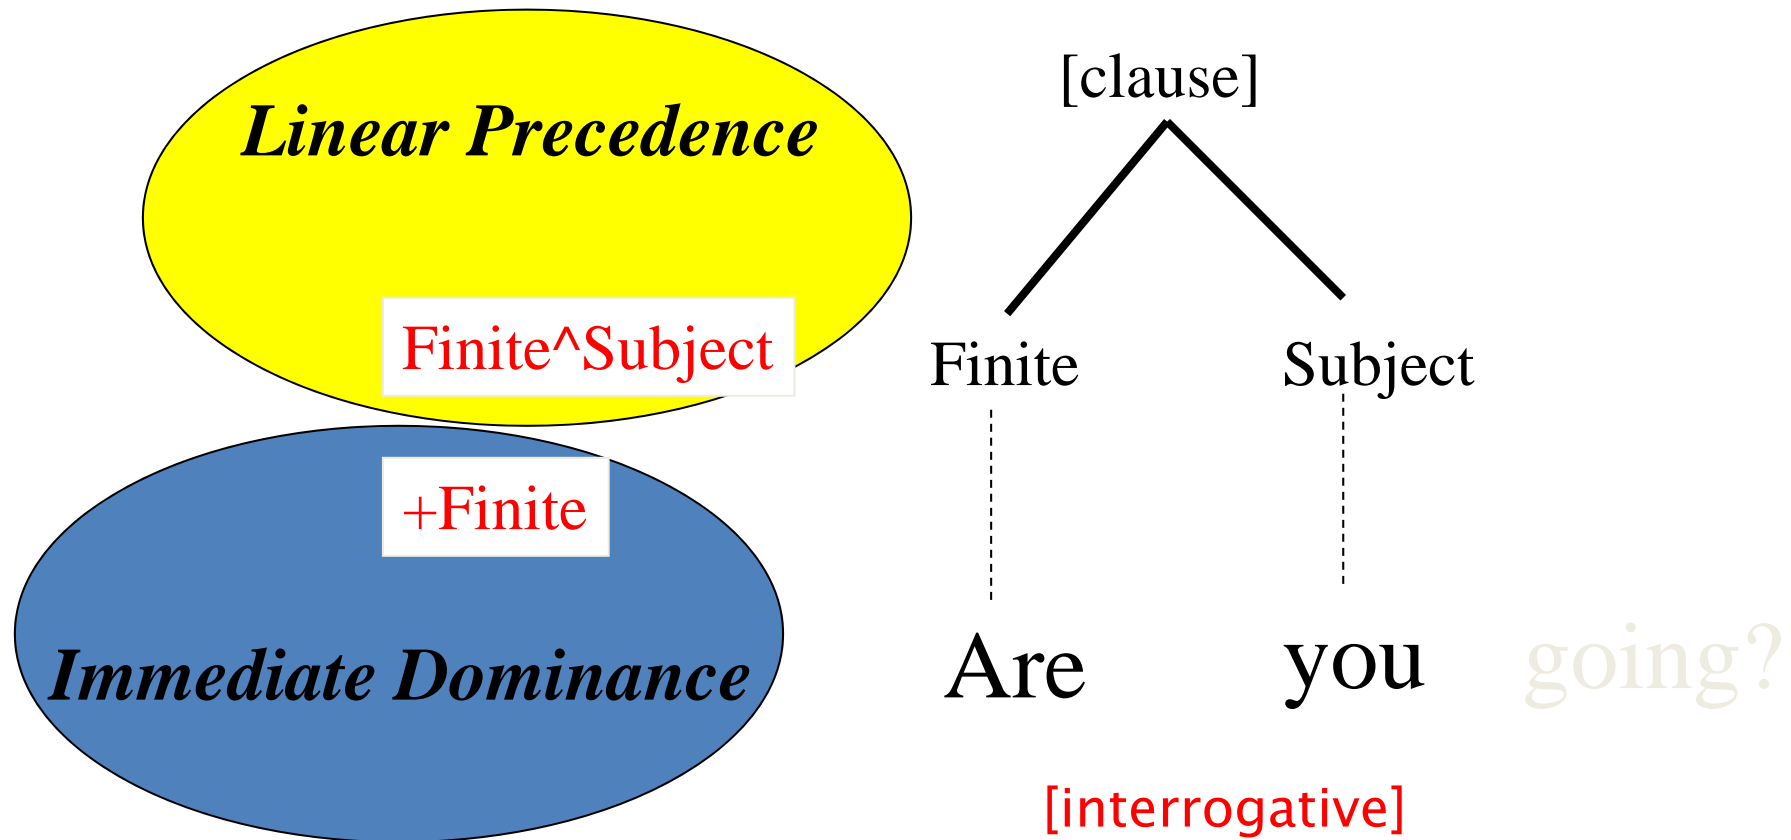 Linear Precedence
Finite^Subject
+Finite
Immediate Dominance
[clause]
Finite Subject
Are you going?
[interrogative]